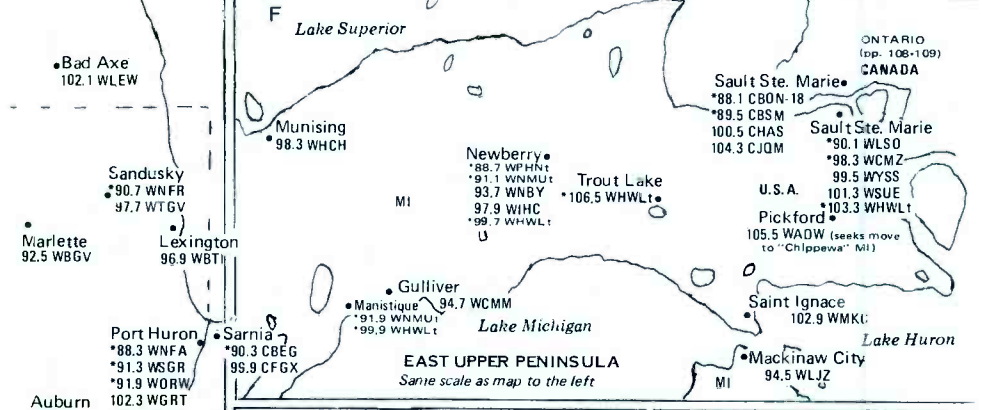 F
Lake Superior
ONTARIO
(pp. 108-109)
CANADA
Bad Axe
102.1 WLEW
Sault Ste. Marie
*88.1 CBON-18
*89.5 CBSM
100.5 CHAS
104.3 CJQM
Munising
98.3 WHCH
Sault Ste. Marie
*90.1 WLSO
*98.3 WCMZ
99.5 WYSS
101.3 WSUE
*103.3 WHWLt
Newberry
*88.7 WPHNt
*91.1 WNMUt
93.7 WNBY
97.9 WIHC
*99.7 WHWLt
Trout Lake
*106.5 WHWLt
Sandusky
*90.7 WNFR
97.7 WTGV
MI
U.S.A.
Pickford
105.5 WADW (seeks move
to "Chippewa" MI)
Marlette
92.5 WBGV
Lexington
96.9 WBTI
Gulliver
94.7 WCMM
Manistique
*91.9 WNMUt
*99.9 WHWLt
Saint Ignace
102.9 WMKC
Lake Michigan
Lake Huron
Port Huron
*88.3 WNFA
*91.3 WSGR
*91.9 WORW
102.3 WGRT
Sarnia
*90.3 CBEG
99.9 CFGX
EAST UPPER PENINSULA
Same scale as map to the left
Mackinaw City
94.5 WLJZ
MI
Auburn